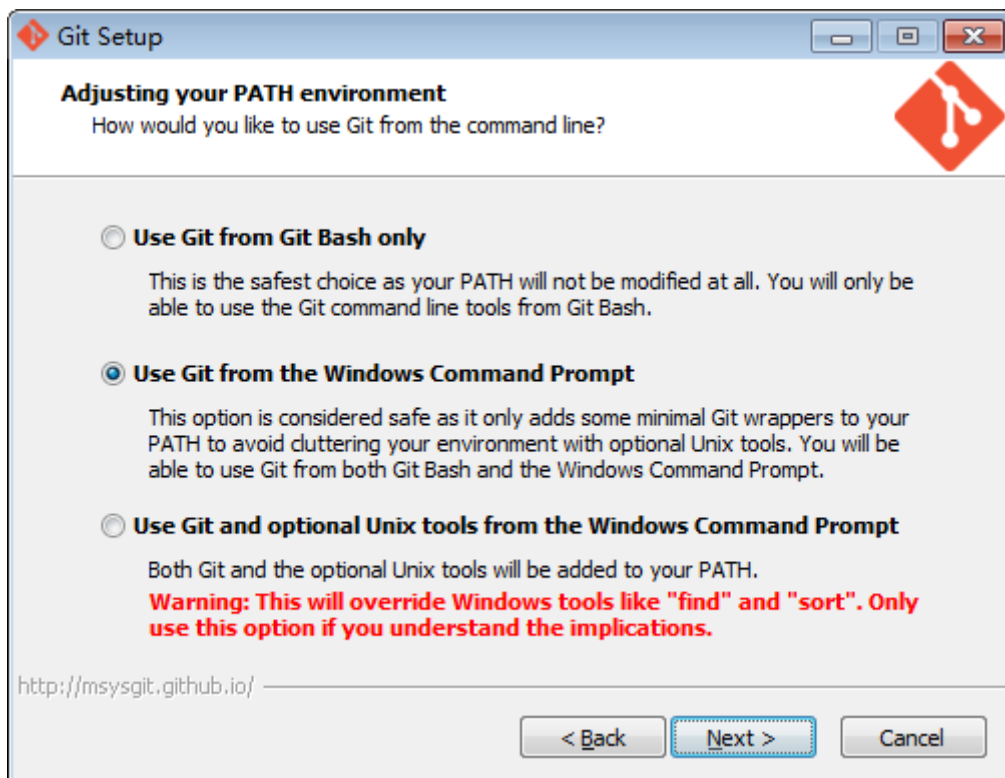 Git Setup
Adjusting your PATH environment
How would you like to use Git from the command line?
Use Git from Git Bash only
This is the safest choice as your PATH will not be modified at all. You will only be
able to use the Git command line tools from Git Bash.
Use Git from the Windows Command Prompt
This option is considered safe as it only adds some minimal Git wrappers to your
PATH to avoid cluttering your environment with optional Unix tools. You will be
able to use Git from both Git Bash and the Windows Command Prompt.
Use Git and optional Unix tools from the Windows Command Prompt
Both Git and the optional Unix tools will be added to your PATH.
Warning: This will override Windows tools like "find" and "sort". Only
use this option if you understand the implications.
http://msysgit.github.io/
< Back Next > Cancel